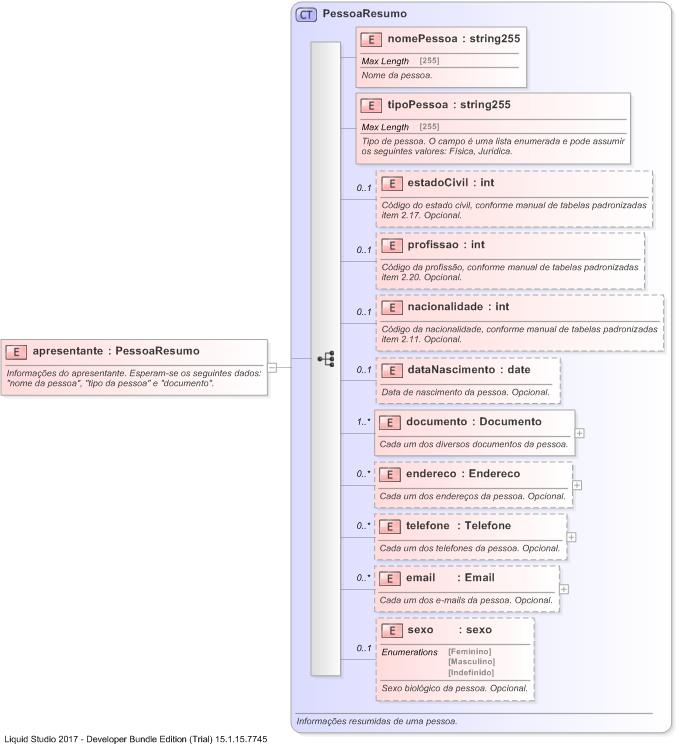 CT PessoaResumo
E nomePessoa : string255
Max Length [255]
Nome da pessoa.
E tipoPessoa : string255
Max Length [255]
Tipo de pessoa. O campo é uma lista enumerada e pode assumir
os seguintes valores: Física, Jurídica.
0..1
E estadoCivil : int
Código do estado civil, conforme manual de tabelas padronizadas
item 2.17. Opcional.
0..1
E profissao : int
Código da profissão, conforme manual de tabelas padronizadas
item 2.20. Opcional.
0..1
E nacionalidade : int
Código da nacionalidade, conforme manual de tabelas padronizadas
item 2.11. Opcional.
E apresentante : PessoaResumo
Informações do apresentante. Esperam-se os seguintes dados:
"nome da pessoa", "tipo da pessoa" e "documento".
0..1
E dataNascimento : date
Data de nascimento da pessoa. Opcional.
1..*
E documento : Documento
Cada um dos diversos documentos da pessoa.
0..*
E endereco : Endereco
Cada um dos endereços da pessoa. Opcional.
0..*
E telefone : Telefone
Cada um dos telefones da pessoa. Opcional.
0..*
E email : Email
Cada um dos e-mails da pessoa. Opcional.
0..1
E sexo : sexo
Enumerations [Feminino]
[Masculino]
[Indefinido]
Sexo biológico da pessoa. Opcional.
Informações resumidas de uma pessoa.
Liquid Studio 2017 - Developer Bundle Edition (Trial) 15.1.15.7745